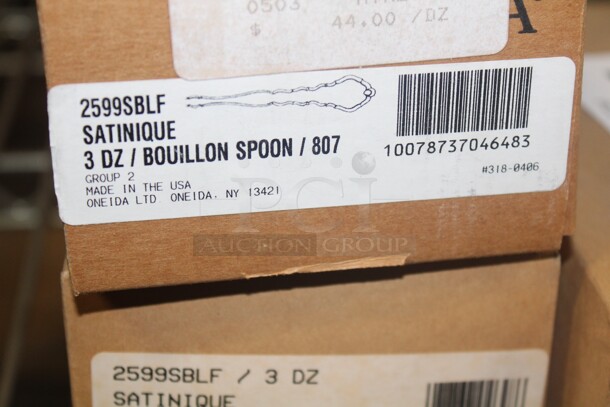 0503
$ 44.00 /DZ
A
2599SBLF
SATINIQUE
3 DZ / BOUILLON SPOON / 807
GROUP 2
MADE IN THE USA
ONEIDA LTD ONEIDA, NY 13421
10078737046483
#318-0406
PCI
AUCTION GROUP
2599SBLF / 3 DZ
SATINIQUE